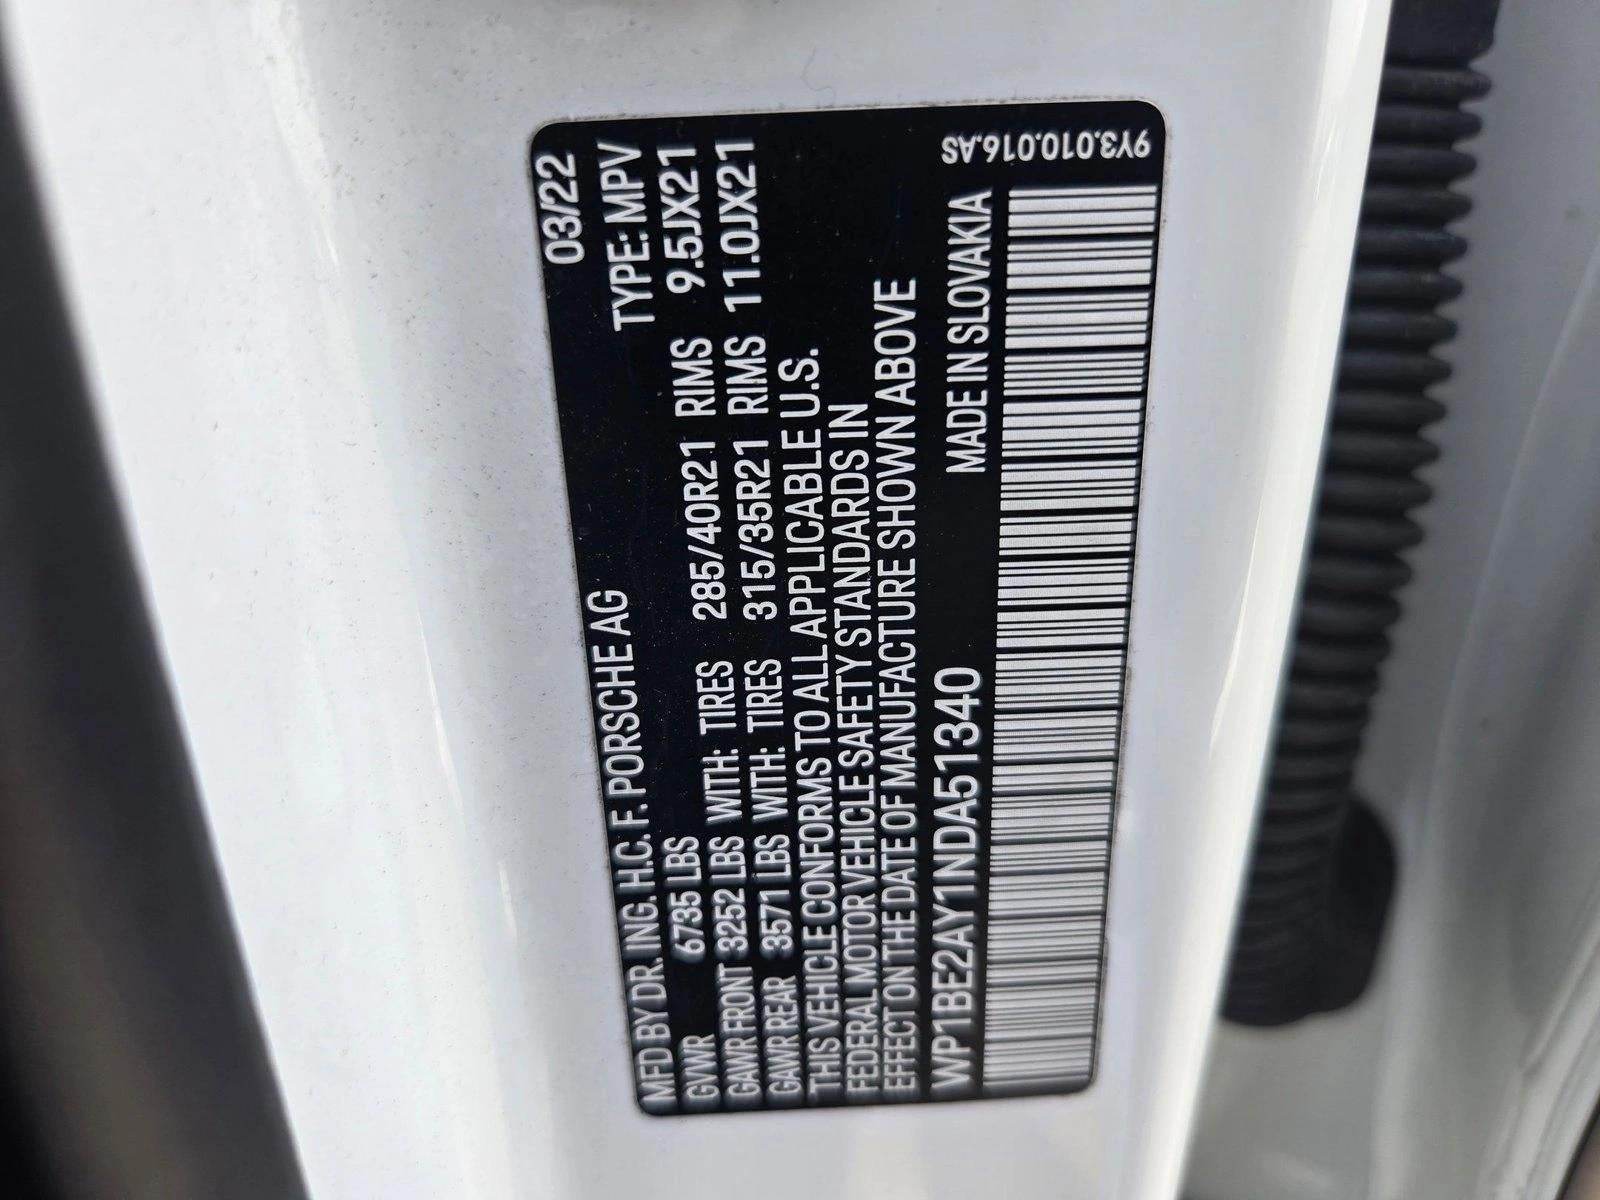 MFD BY DR. ING. H.C. F. PORSCHE AG 03/22
GVWR 6735 LBS TYPE: MPV
GAWR FRONT 3252 LBS WITH: TIRES 285/40R21 RIMS 9.5JX21
GAWR REAR 3571 LBS WITH: TIRES 315/35R21 RIMS 11.0JX21
THIS VEHICLE CONFORMS TO ALL APPLICABLE U.S.
FEDERAL MOTOR VEHICLE SAFETY STANDARDS IN
EFFECT ON THE DATE OF MANUFACTURE SHOWN ABOVE
WP1BE2AY1NDA51340 MADE IN SLOVAKIA
9Y3.010.016.AS